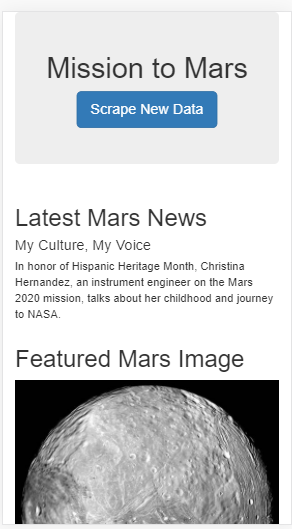 Mission to Mars
Scrape New Data
Latest Mars News
My Culture, My Voice
In honor of Hispanic Heritage Month, Christina
Hernandez, an instrument engineer on the Mars
2020 mission, talks about her childhood and journey
to NASA.
Featured Mars Image